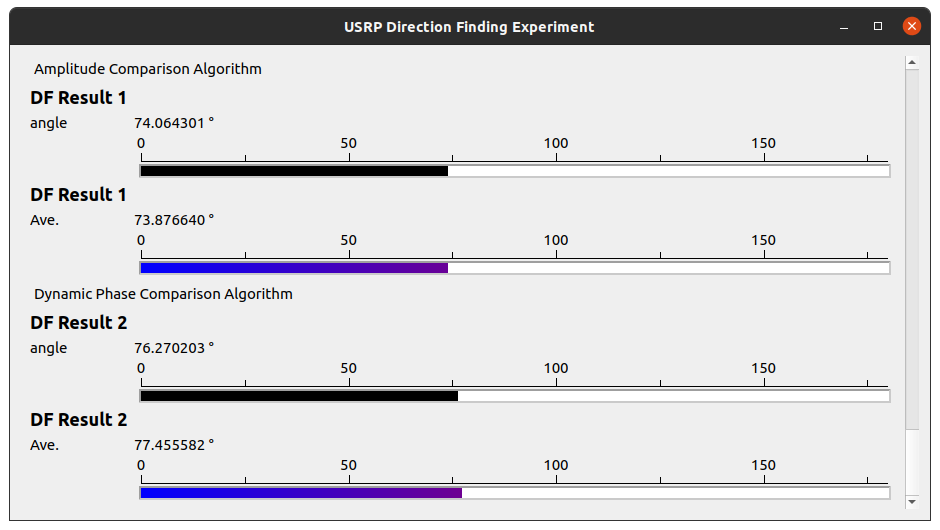 USRP Direction Finding Experiment
Amplitude Comparison Algorithm
DF Result 1
angle 74.064301 °
0 50 100 150
DF Result 1
Ave. 73.876640 °
0 50 100 150
Dynamic Phase Comparison Algorithm
DF Result 2
angle 76.270203 °
0 50 100 150
DF Result 2
Ave. 77.455582 °
0 50 100 150